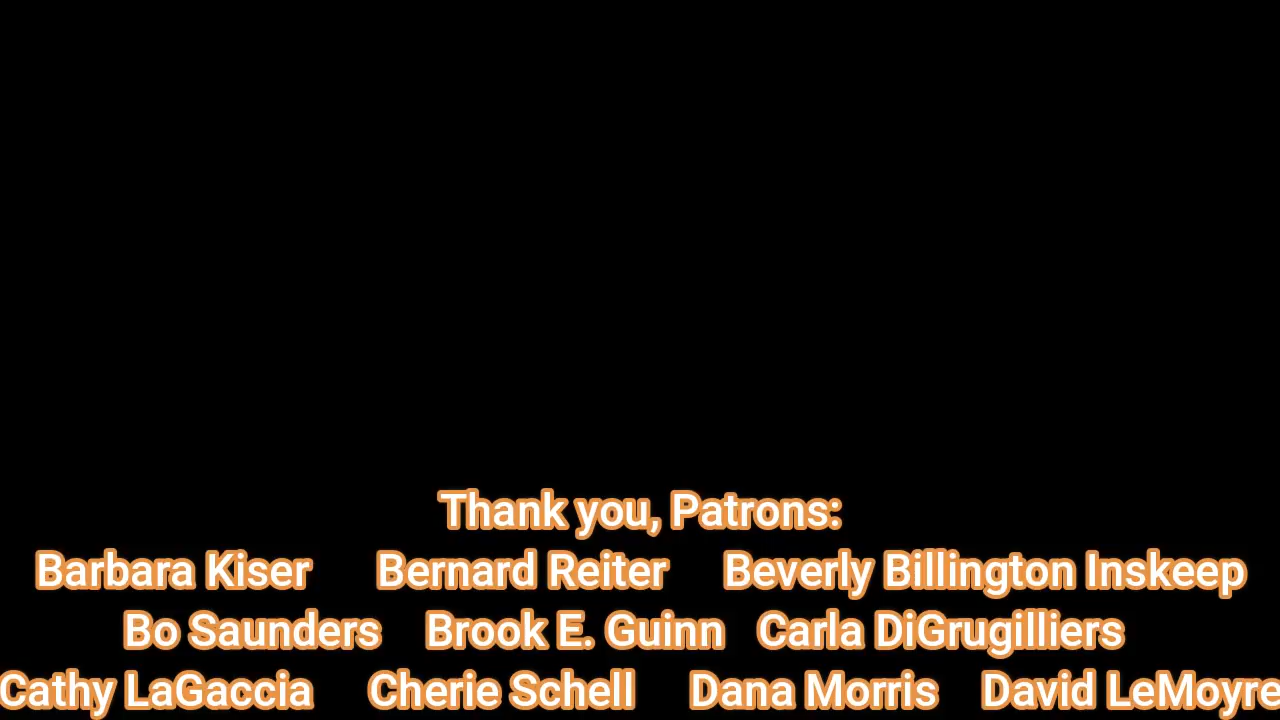 Thank you, Patrons:
Barbara Kiser Bernard Reiter Beverly Billington Inskeep
Bo Saunders Brook E. Guinn Carla DiGrugilliers
Cathy LaGaccia Cherie Schell Dana Morris David LeMoyre